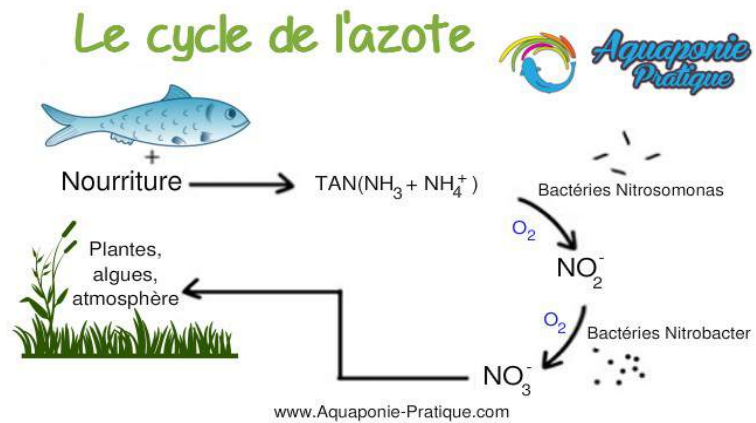 Le cycle de l'azote
Aquaponie
Pratique
+
Nourriture
TAN(NH₃ + NH₄⁺)
Bactéries Nitrosomonas
O₂
NO₂⁻
Plantes,
algues,
atmosphère
O₂
Bactéries Nitrobacter
NO₃⁻
www.Aquaponie-Pratique.com